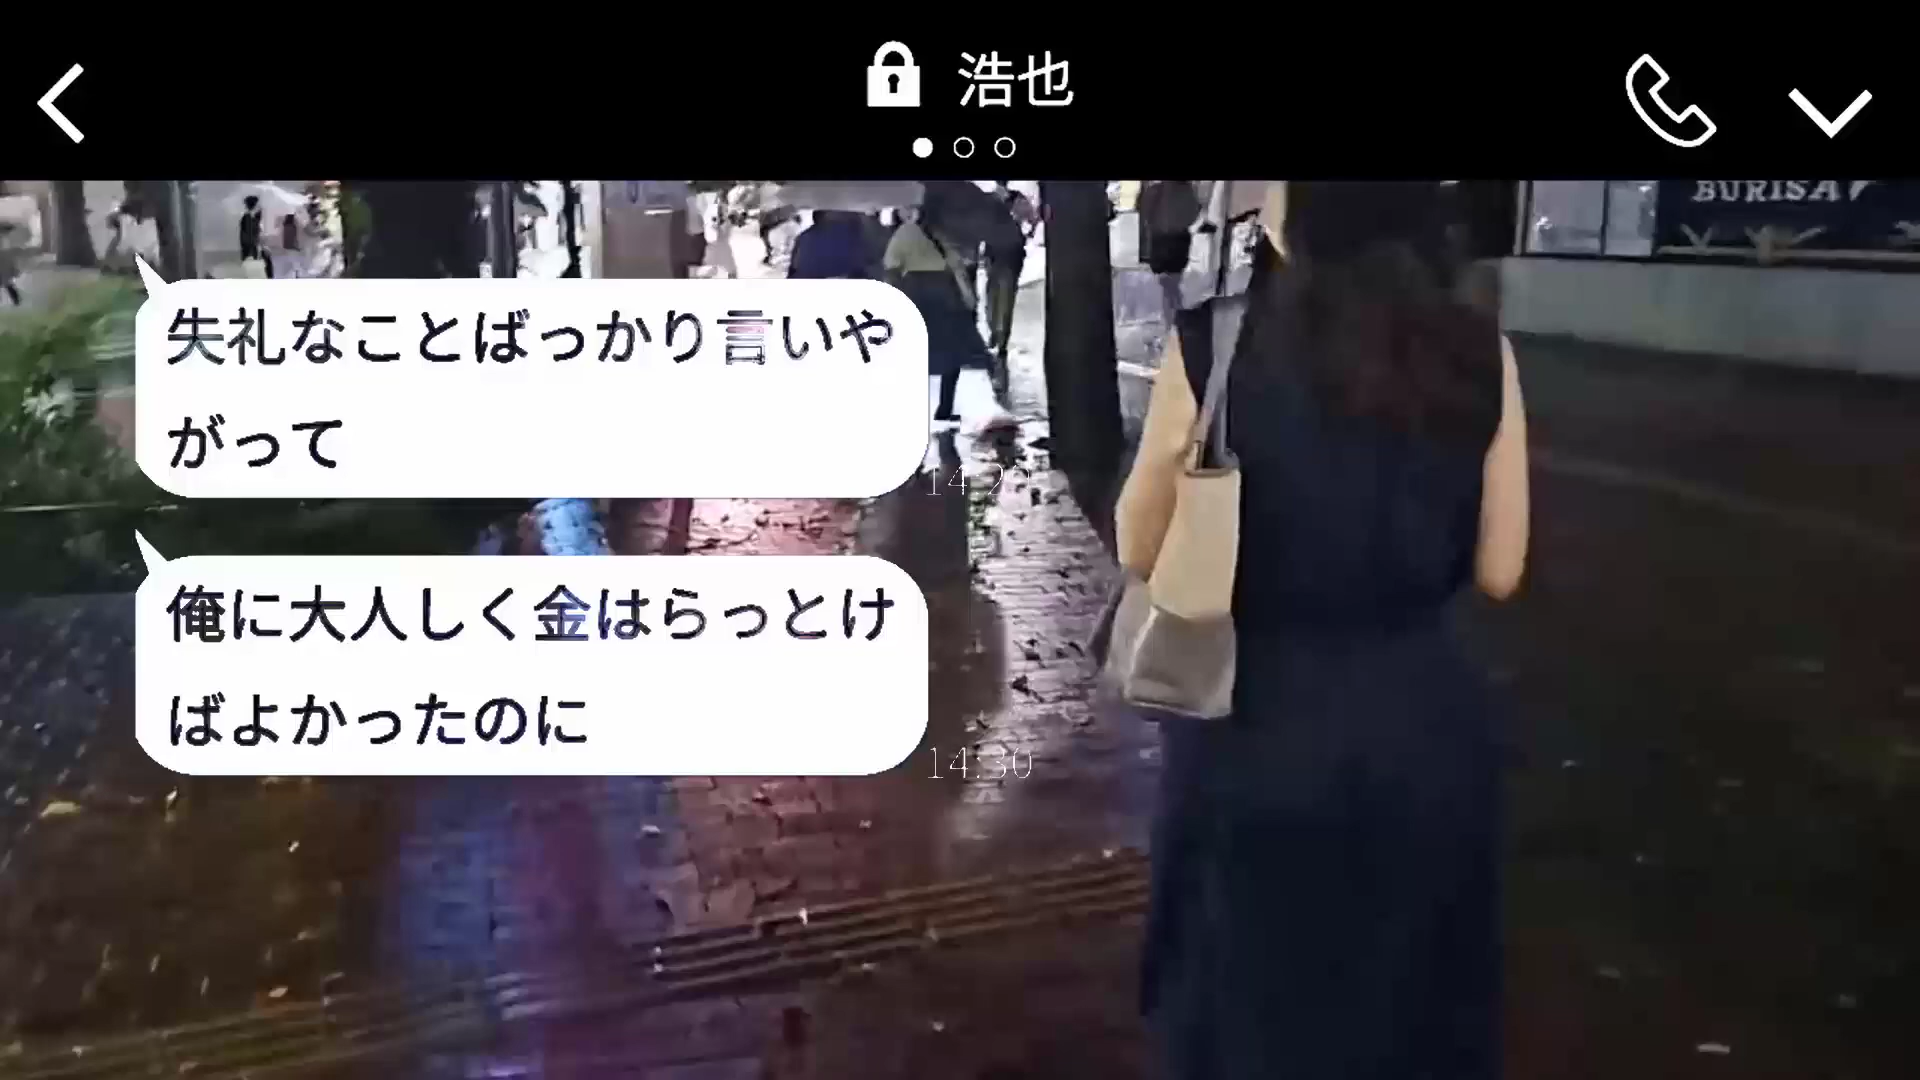 浩也
BURISA
失礼なことばっかり言いや
がって
14:29
俺に大人しく金はらっとけ
ばよかったのに
14:30